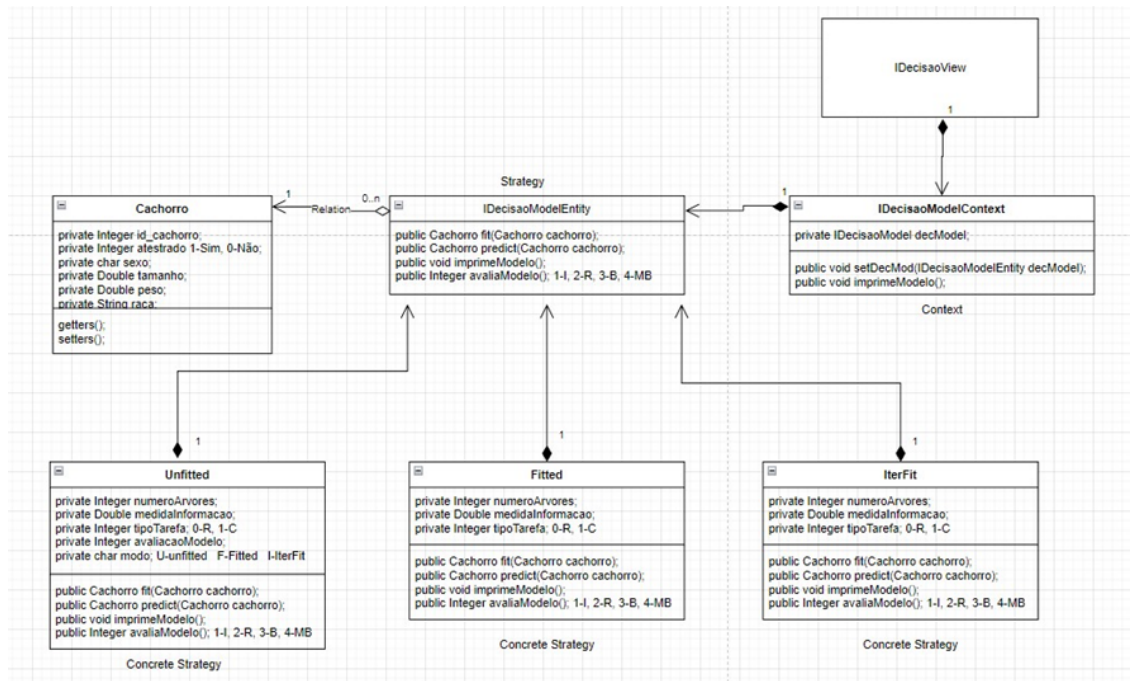 IDecisaoView
1
Strategy
1
Relation
0..n
1
Cachorro
private Integer id_cachorro;
private Integer atestrado 1-Sim, 0-Não;
private char sexo;
private Double tamanho;
private Double peso;
private String raca;
getters();
setters();
IDecisaoModelEntity
public Cachorro fit(Cachorro cachorro);
public Cachorro predict(Cachorro cachorro);
public void imprimeModelo();
public Integer avaliaModelo(); 1-I, 2-R, 3-B, 4-MB
IDecisaoModelContext
private IDecisaoModel decModel;
public void setDecMod(IDecisaoModelEntity decModel);
public void imprimeModelo();
Context
1
1
1
Unfitted
private Integer numeroArvores;
private Double medidaInformacao;
private Integer tipoTarefa; 0-R, 1-C
private Integer avaliacaoModelo;
private char modo; U-unfitted F-Fitted I-IterFit
public Cachorro fit(Cachorro cachorro);
public Cachorro predict(Cachorro cachorro);
public void imprimeModelo();
public Integer avaliaModelo(); 1-I, 2-R, 3-B, 4-MB
Concrete Strategy
Fitted
private Integer numeroArvores;
private Double medidaInformacao;
private Integer tipoTarefa; 0-R, 1-C
public Cachorro fit(Cachorro cachorro);
public Cachorro predict(Cachorro cachorro);
public void imprimeModelo();
public Integer avaliaModelo(); 1-I, 2-R, 3-B, 4-MB
Concrete Strategy
IterFit
private Integer numeroArvores;
private Double medidaInformacao;
private Integer tipoTarefa; 0-R, 1-C
public Cachorro fit(Cachorro cachorro);
public Cachorro predict(Cachorro cachorro);
public void imprimeModelo();
public Integer avaliaModelo(); 1-I, 2-R, 3-B, 4-MB
Concrete Strategy